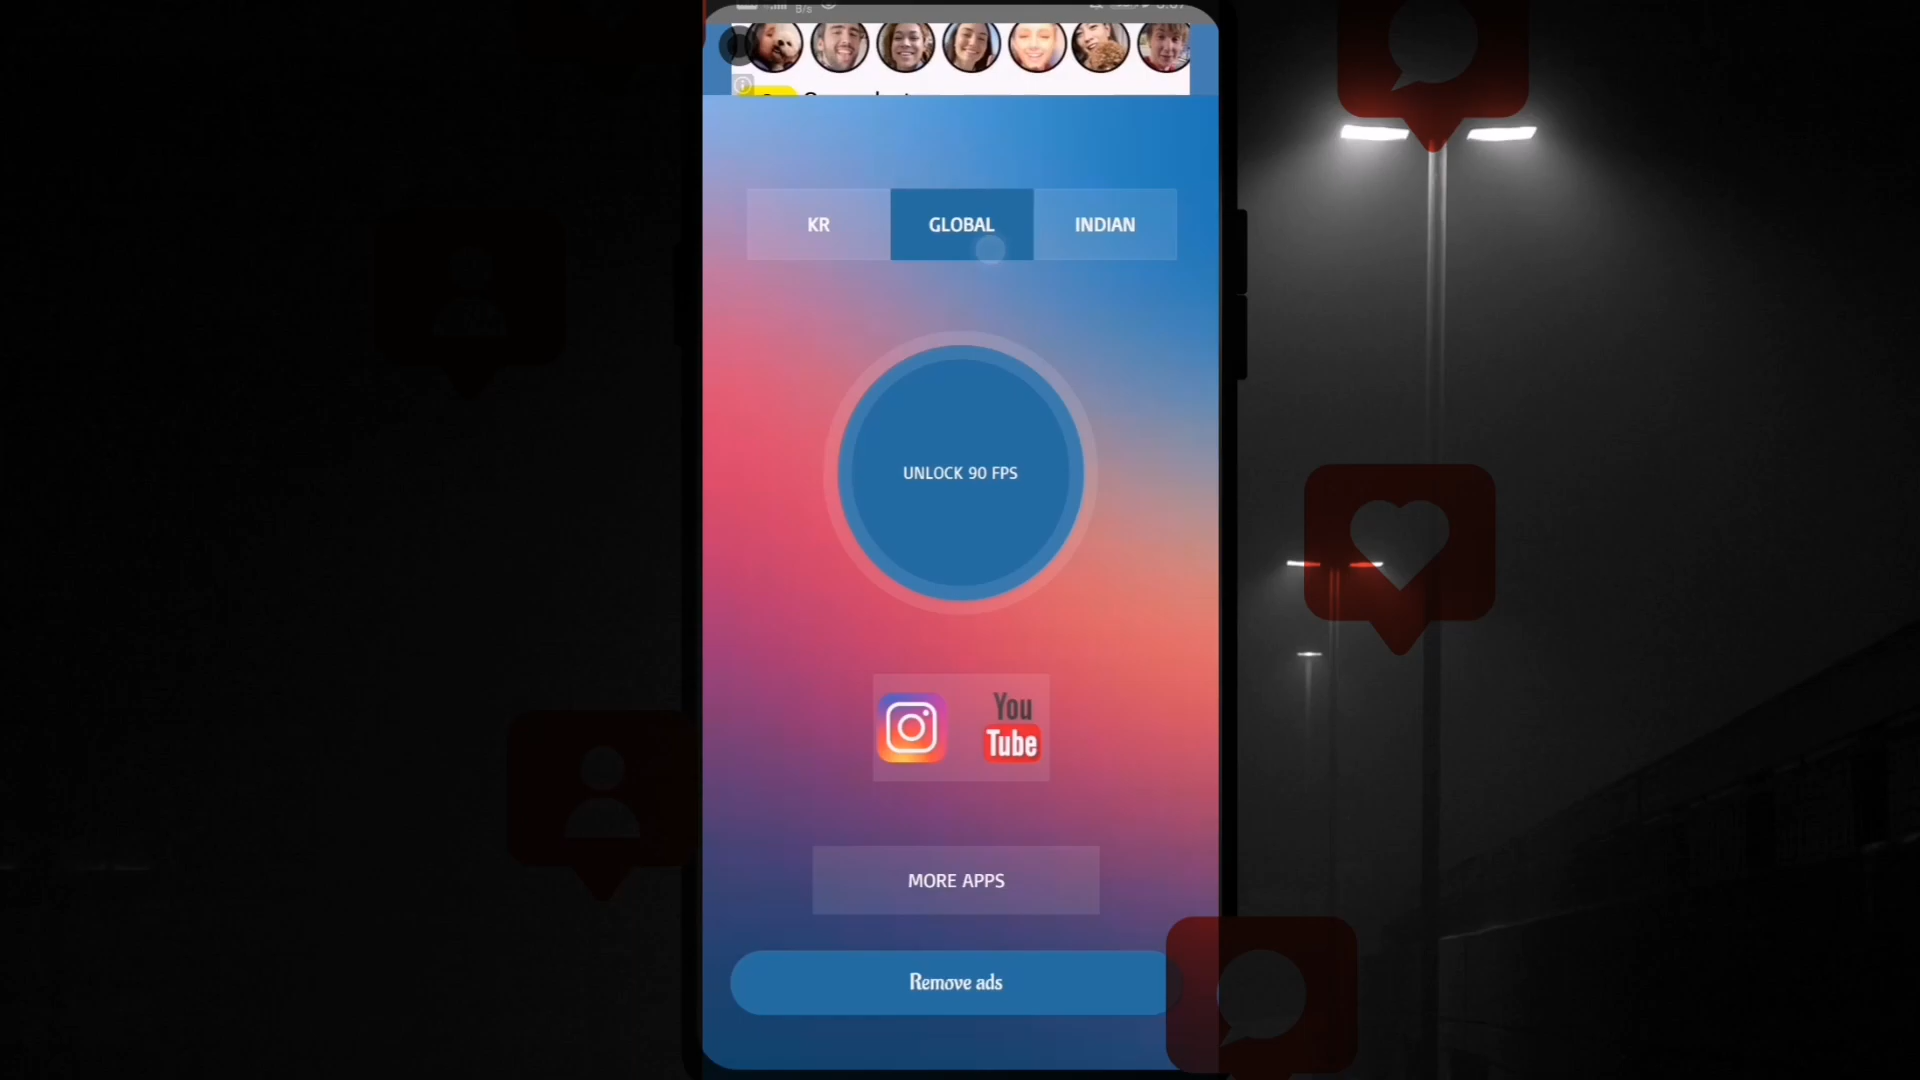 B/s
KR
GLOBAL
INDIAN
UNLOCK 90 FPS
You
Tube
MORE APPS
Remove ads